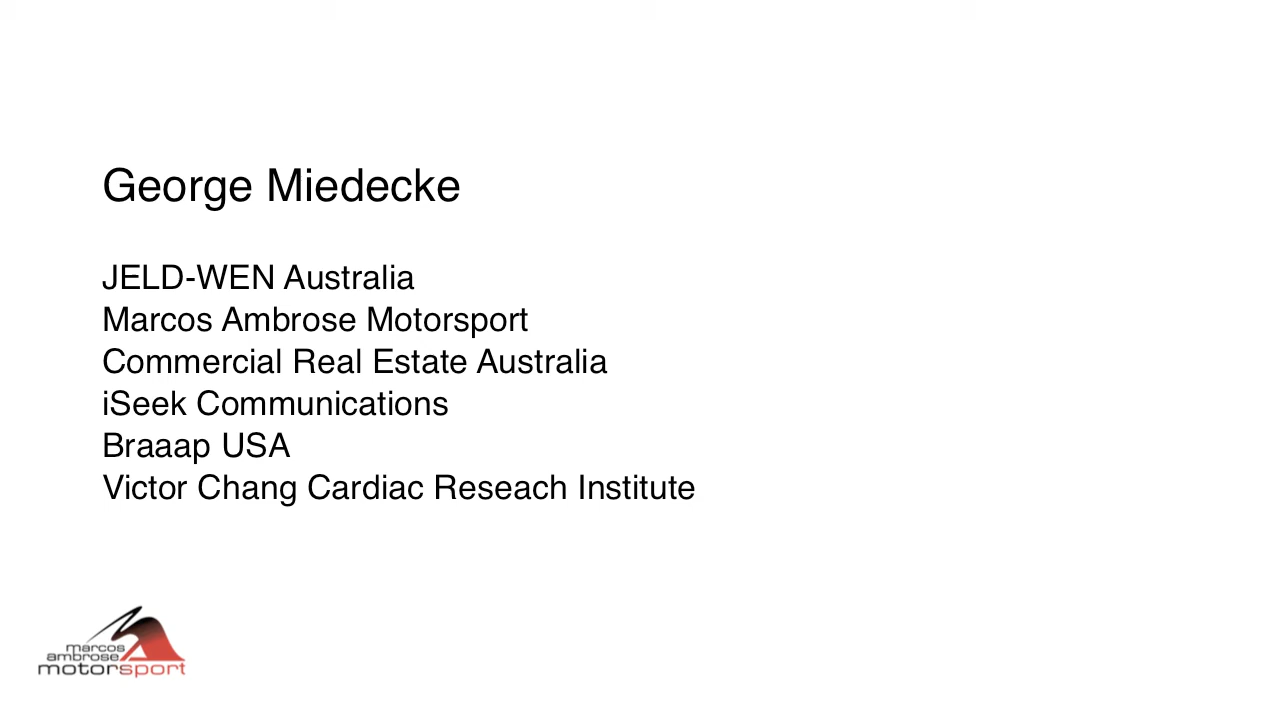 George Miedecke
JELD-WEN Australia
Marcos Ambrose Motorsport
Commercial Real Estate Australia
iSeek Communications
Braaap USA
Victor Chang Cardiac Reseach Institute
marcos
ambrose
motorsport